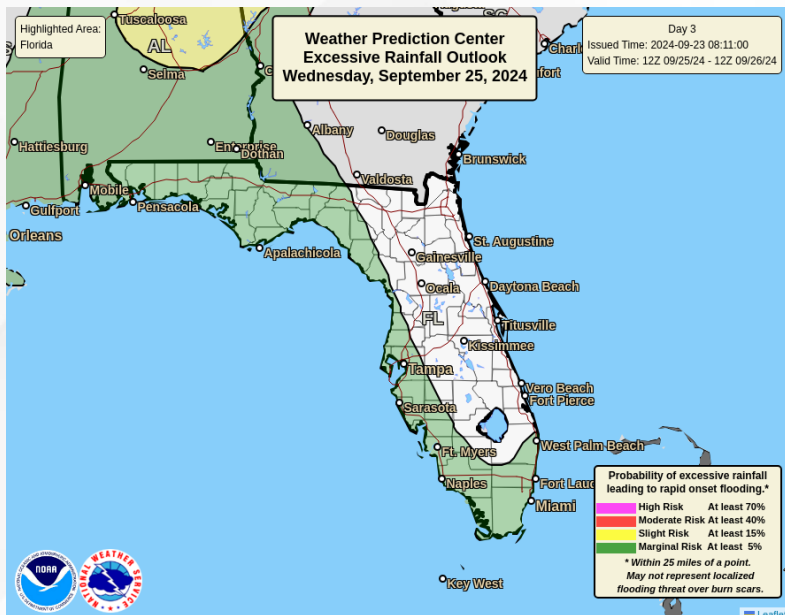 Highlighted Area:
Florida
Weather Prediction Center
Excessive Rainfall Outlook
Wednesday, September 25, 2024
Day 3
Issued Time: 2024-09-23 08:11:00
Valid Time: 12Z 09/25/24 - 12Z 09/26/24
Tuscaloosa
AL
SC
Selma
Albany
Douglas
Hattiesburg
Enterprise
Dothan
Brunswick
Valdosta
Mobile
Pensacola
Gulfport
Orleans
Apalachicola
St. Augustine
Gainesville
Ocala
Daytona Beach
FL
Titusville
Kissimmee
Tampa
Vero Beach
Fort Pierce
Sarasota
West Palm Beach
Ft. Myers
Naples
Fort Laud
Miami
Key West
Probability of excessive rainfall
leading to rapid onset flooding.*
High Risk At least 70%
Moderate Risk At least 40%
Slight Risk At least 15%
Marginal Risk At least 5%
* Within 25 miles of a point.
May not represent localized
flooding threat over burn scars.
NOAA
NATIONAL WEATHER SERVICE
Leafle